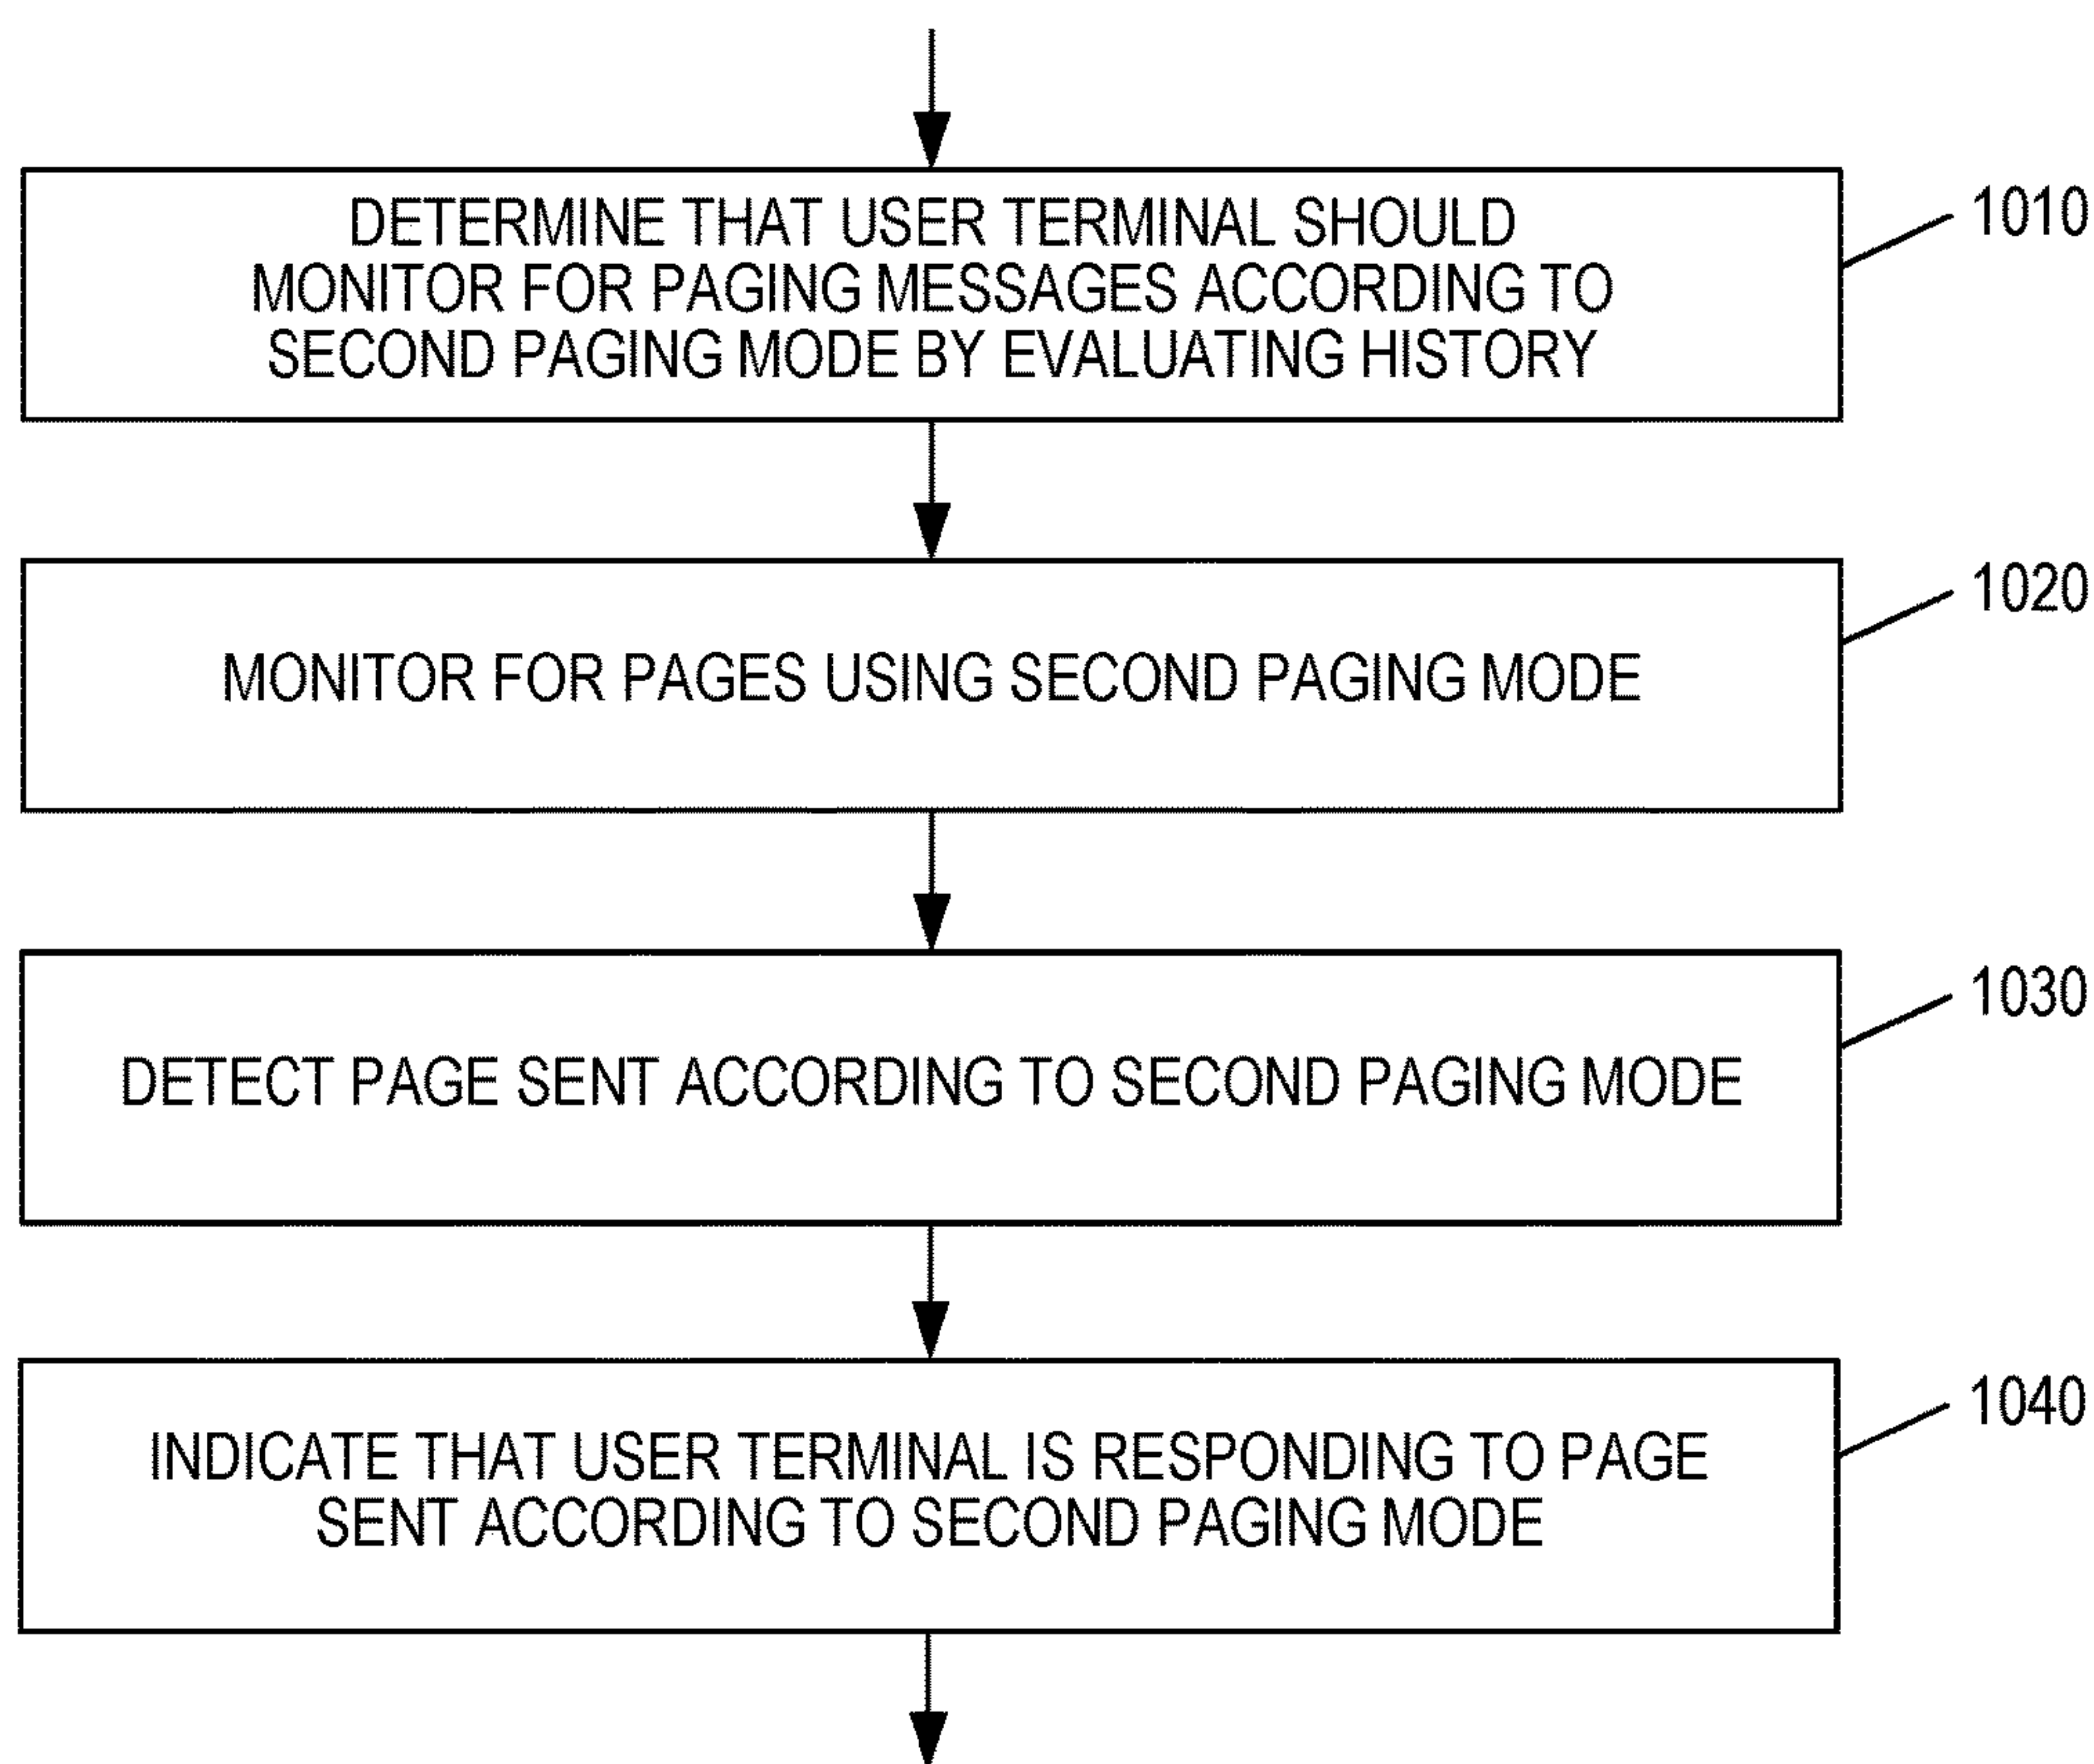 DETERMINE THAT USER TERMINAL SHOULD
MONITOR FOR PAGING MESSAGES ACCORDING TO
SECOND PAGING MODE BY EVALUATING HISTORY
1010
MONITOR FOR PAGES USING SECOND PAGING MODE
1020
DETECT PAGE SENT ACCORDING TO SECOND PAGING MODE
1030
INDICATE THAT USER TERMINAL IS RESPONDING TO PAGE
SENT ACCORDING TO SECOND PAGING MODE
1040